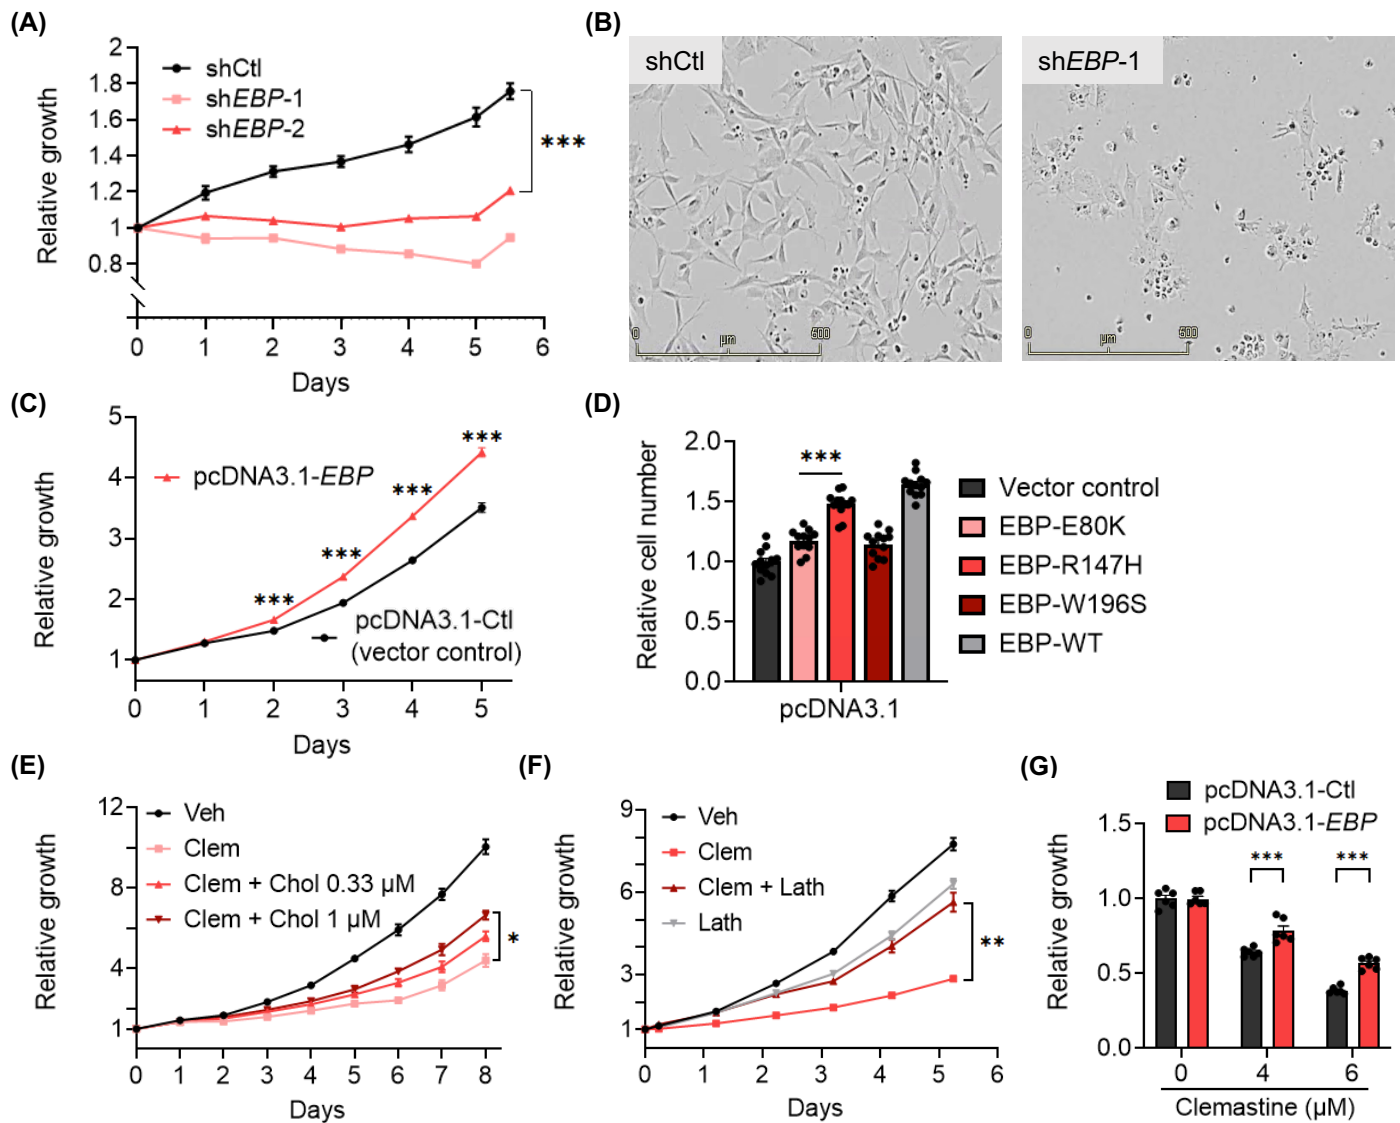 (A)
2
1.8
1.6
1.4
1.2
1
0.8
Relative growth
shCtl
shEBP-1
shEBP-2
***
0 1 2 3 4 5 6
Days
(B)
shCtl
0 µm 500
shEBP-1
0 µm 500
(C)
5
4
3
2
1
Relative growth
pcDNA3.1-EBP
*** *** *** ***
pcDNA3.1-Ctl
(vector control)
0 1 2 3 4 5
Days
(D)
2.0
1.5
1.0
0.5
0.0
Relative cell number
***
pcDNA3.1
Vector control
EBP-E80K
EBP-R147H
EBP-W196S
EBP-WT
(E)
12
8
4
1
Relative growth
Veh
Clem
Clem + Chol 0.33 µM
Clem + Chol 1 µM
*
0 1 2 3 4 5 6 7 8
Days
(F)
9
6
3
1
Relative growth
Veh
Clem
Clem + Lath
Lath
**
0 1 2 3 4 5 6
Days
(G)
pcDNA3.1-Ctl
pcDNA3.1-EBP
1.5
1.0
0.5
0.0
Relative growth
*** ***
0 4 6
Clemastine (µM)